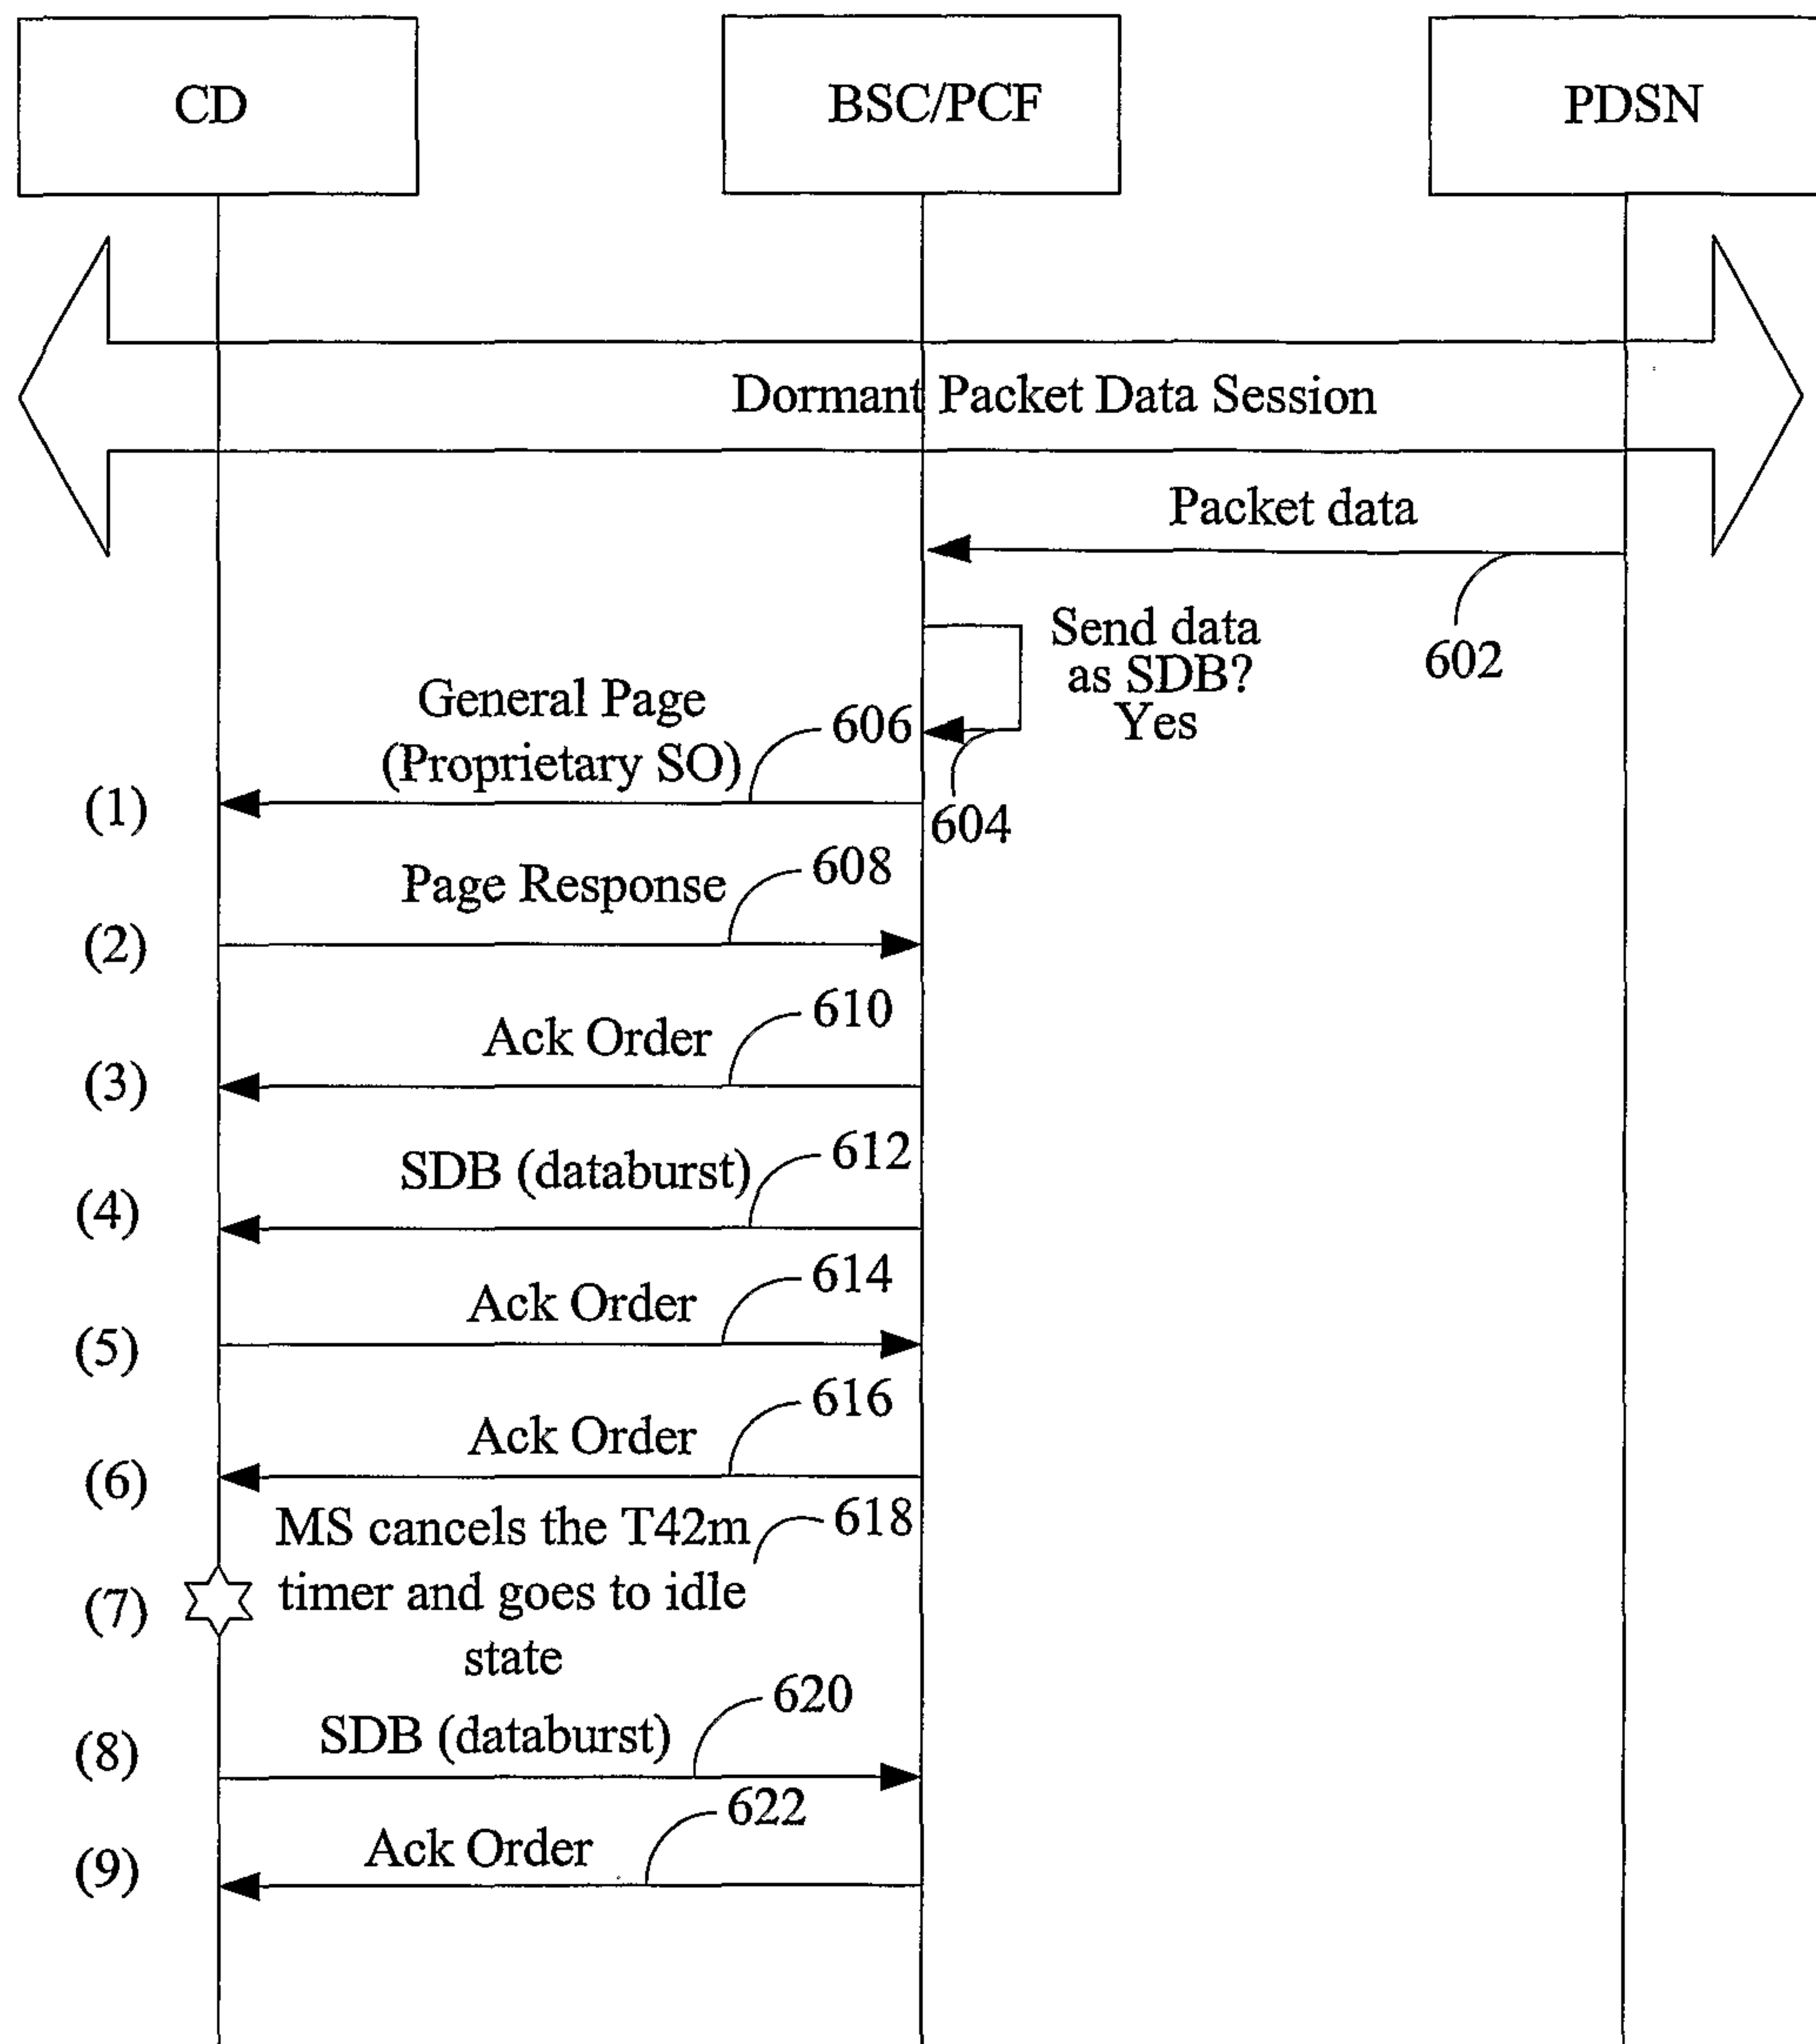 CD
BSC/PCF
PDSN
Dormant Packet Data Session
Packet data
602
Send data
as SDB?
Yes
604
General Page
(Proprietary SO)
606
(1)
Page Response
608
(2)
Ack Order
610
(3)
SDB (databurst)
612
(4)
Ack Order
614
(5)
Ack Order
616
(6)
MS cancels the T42m
timer and goes to idle
state
618
(7)
SDB (databurst)
620
(8)
Ack Order
622
(9)